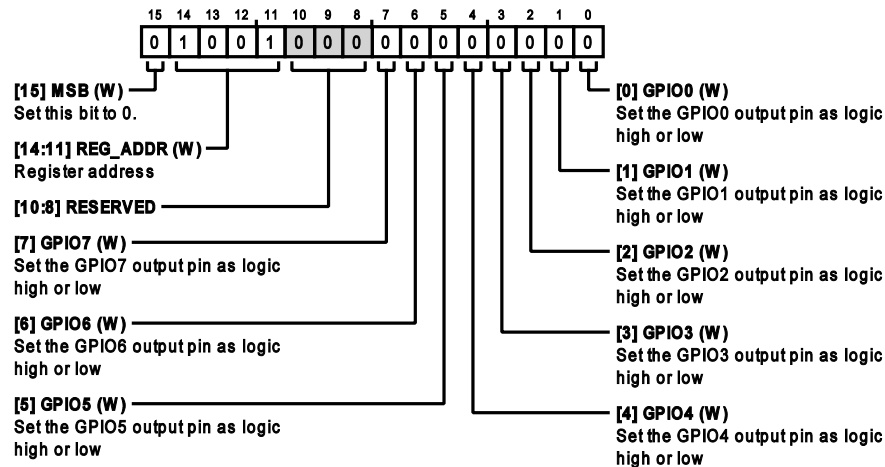 15 14 13 12 11 10 9 8 7 6 5 4 3 2 1 0
0 1 0 0 1 0 0 0 0 0 0 0 0 0 0 0
[15] MSB (W)
Set this bit to 0.
[14:11] REG_ADDR (W)
Register address
[10:8] RESERVED
[7] GPIO7 (W)
Set the GPIO7 output pin as logic
high or low
[6] GPIO6 (W)
Set the GPIO6 output pin as logic
high or low
[5] GPIO5 (W)
Set the GPIO5 output pin as logic
high or low
[0] GPIO0 (W)
Set the GPIO0 output pin as logic
high or low
[1] GPIO1 (W)
Set the GPIO1 output pin as logic
high or low
[2] GPIO2 (W)
Set the GPIO2 output pin as logic
high or low
[3] GPIO3 (W)
Set the GPIO3 output pin as logic
high or low
[4] GPIO4 (W)
Set the GPIO4 output pin as logic
high or low